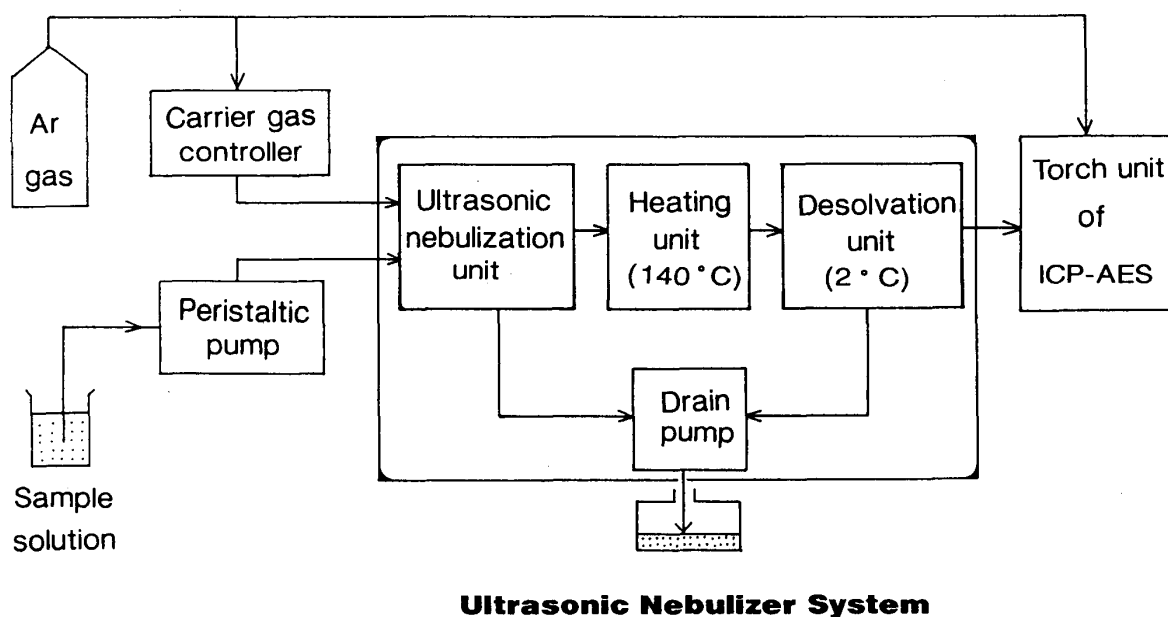 Ar
gas
Carrier gas
controller
Peristaltic
pump
Sample
solution
Ultrasonic
nebulization
unit
Heating
unit
(140 °C)
Desolvation
unit
(2 ° C)
Drain
pump
Torch unit
of
ICP-AES
Ultrasonic Nebulizer System